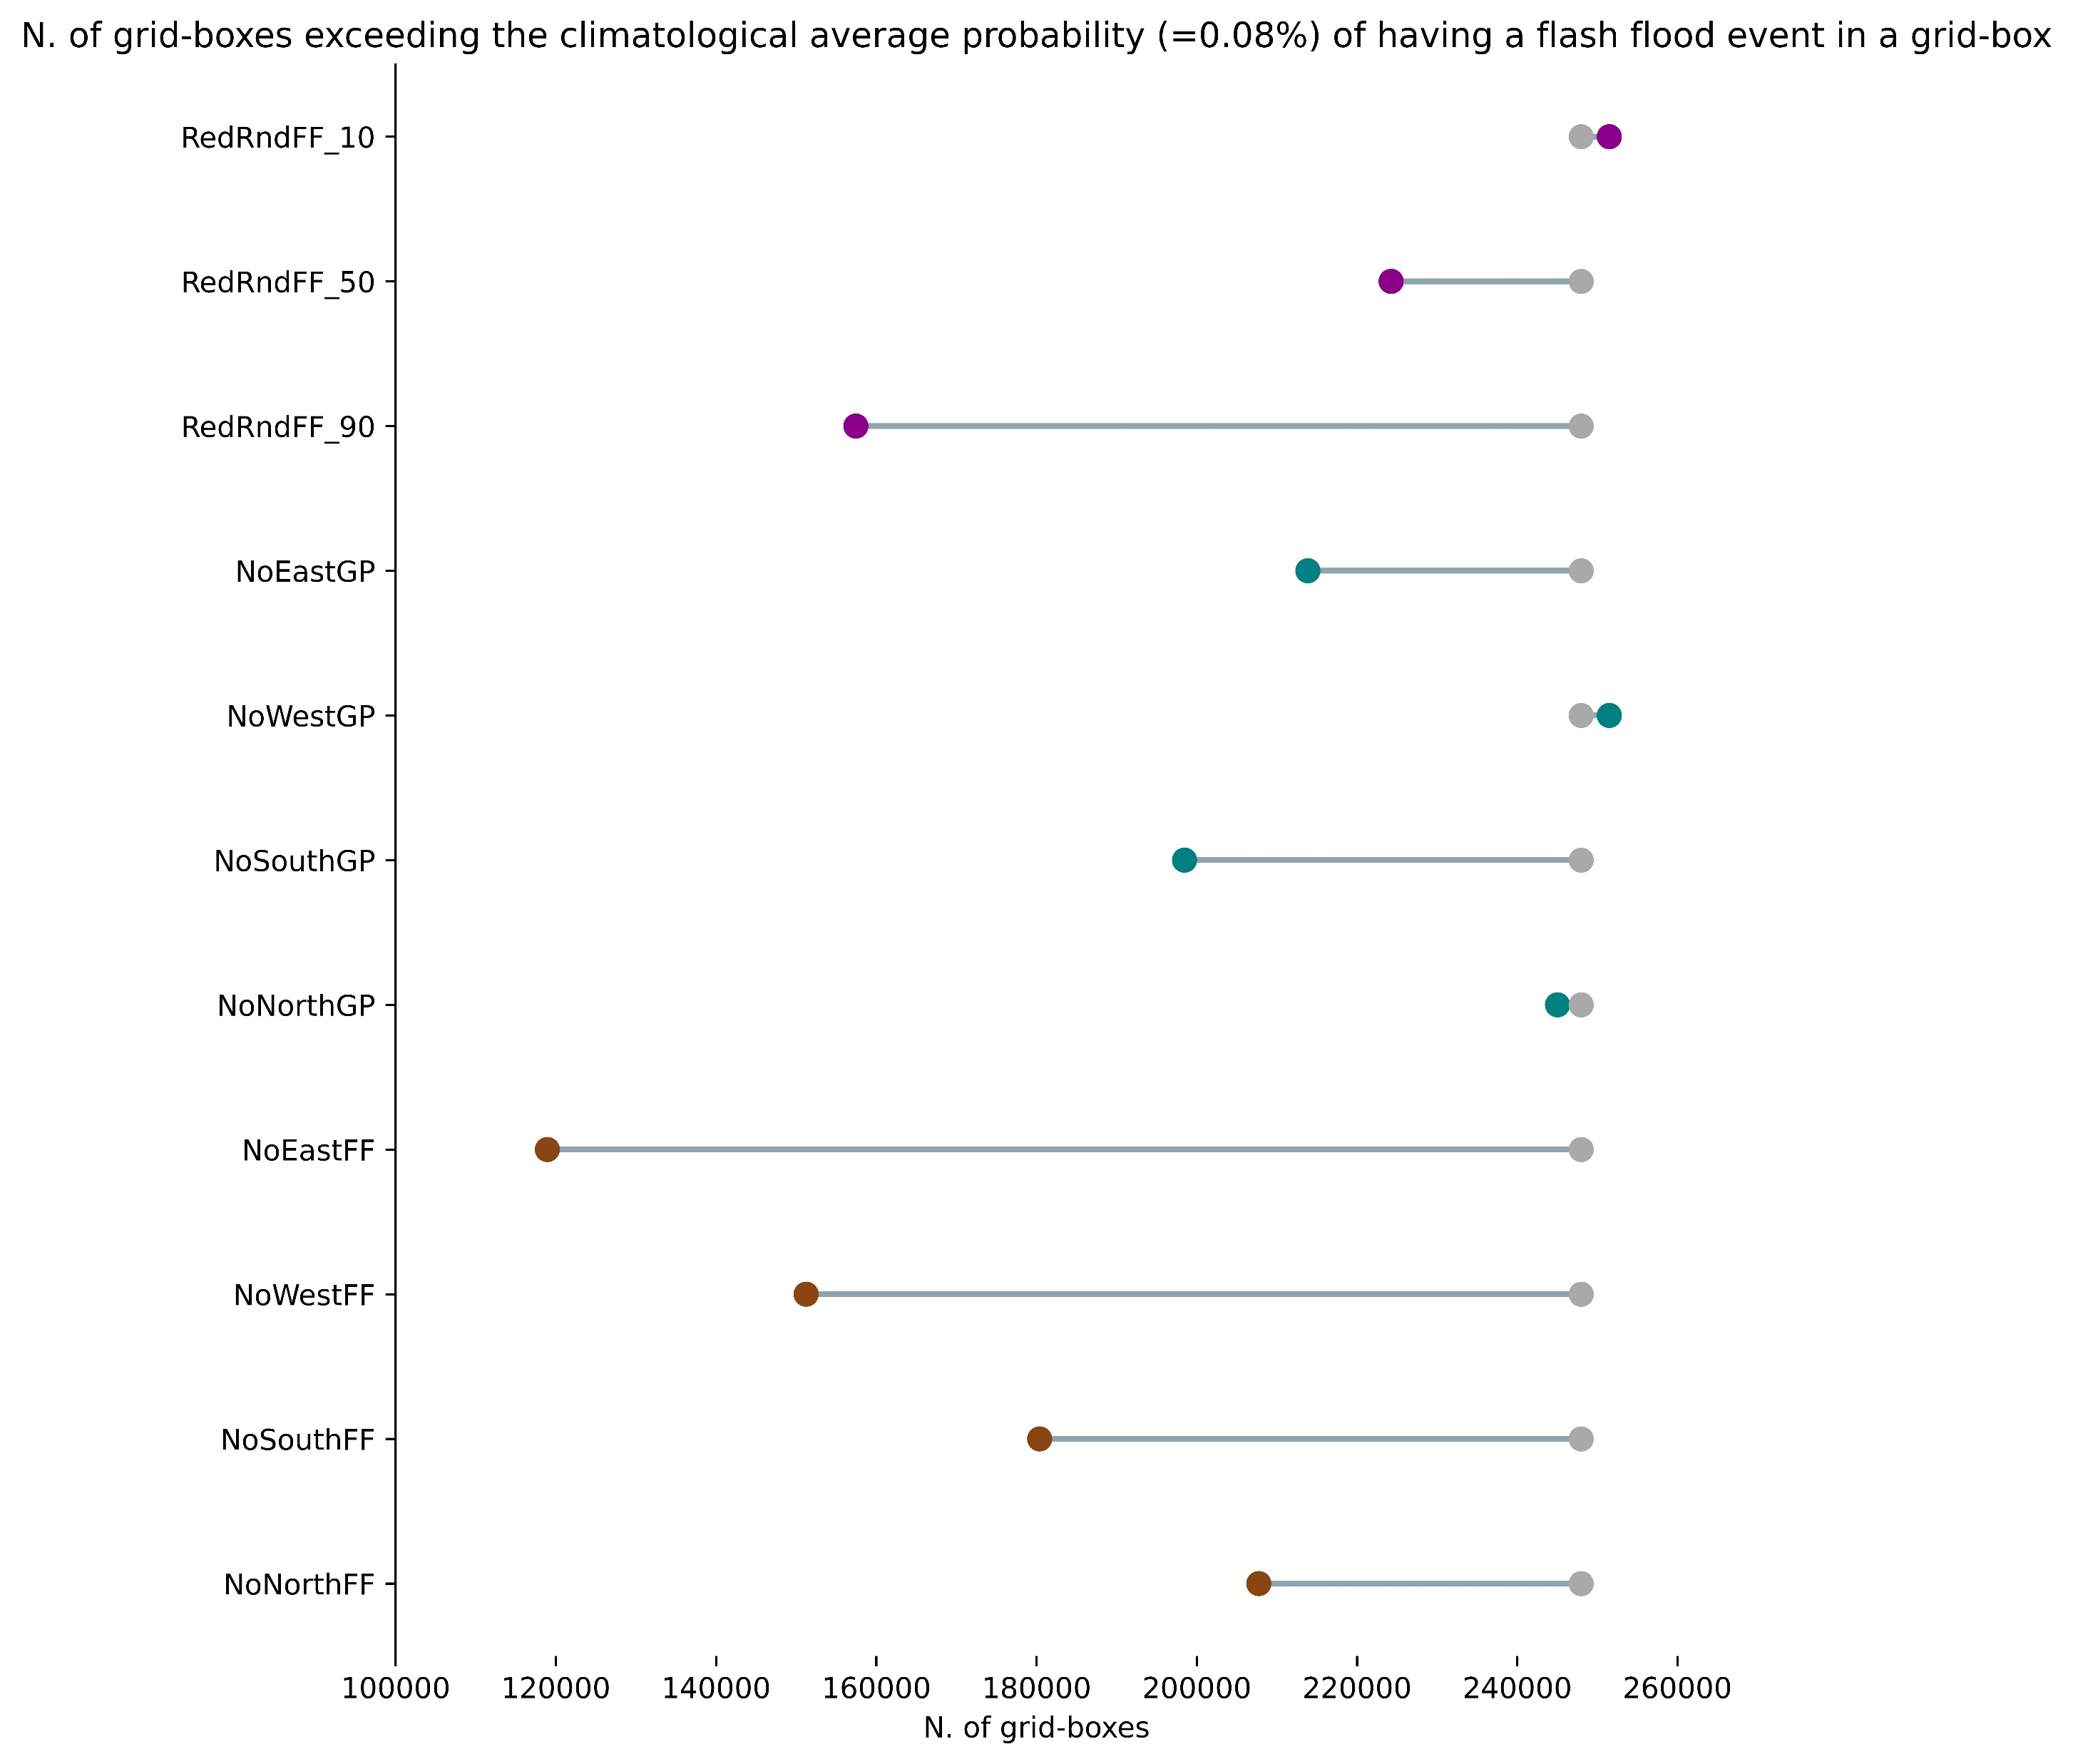 N. of grid-boxes exceeding the climatological average probability (=0.08%) of having a flash flood event in a grid-box
RedRndFF_10
RedRndFF_50
RedRndFF_90
NoEastGP
NoWestGP
NoSouthGP
NoNorthGP
NoEastFF
NoWestFF
NoSouthFF
NoNorthFF
100000 120000 140000 160000 180000 200000 220000 240000 260000
N. of grid-boxes